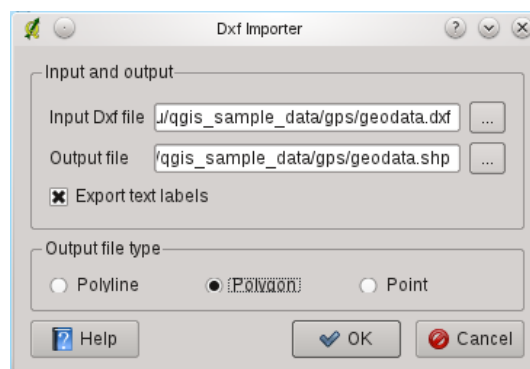 Dxf Importer
Input and output
Input Dxf file u/qgis_sample_data/gps/geodata.dxf ...
Output file /qgis_sample_data/gps/geodata.shp ...
Export text labels
Output file type
Polyline Polygon Point
Help OK Cancel